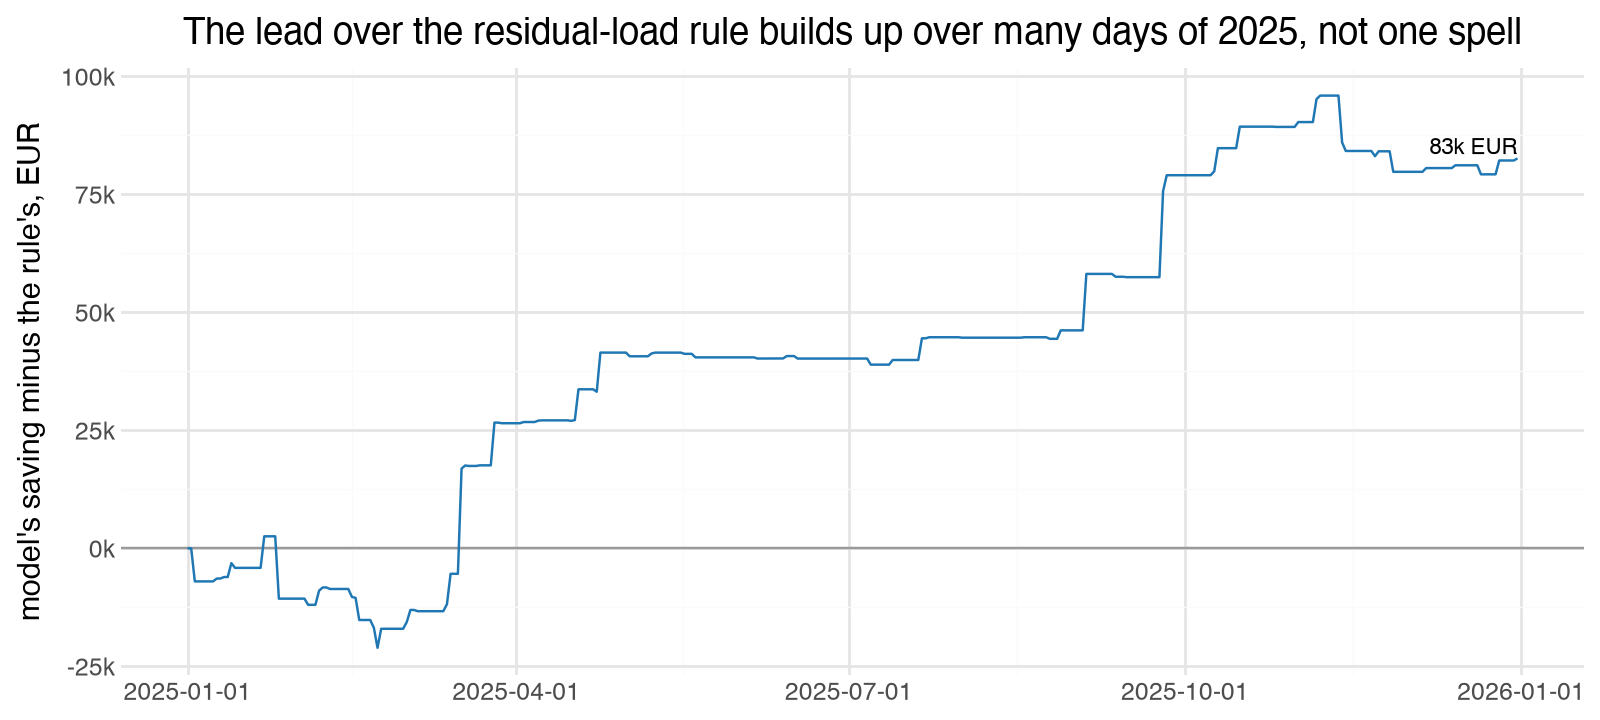 The lead over the residual-load rule builds up over many days of 2025, not one spell
model's saving minus the rule's, EUR
100k
75k
50k
25k
0k
-25k
83k EUR
2025-01-01
2025-04-01
2025-07-01
2025-10-01
2026-01-01